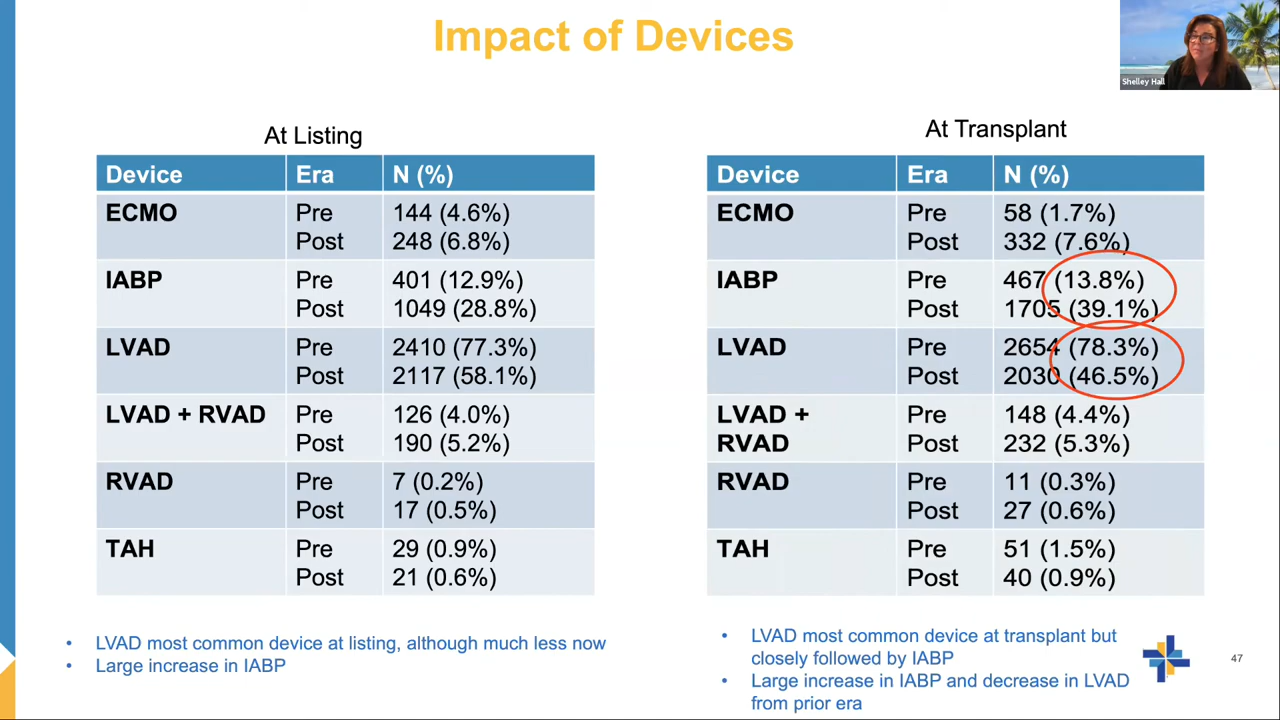 Impact of Devices
Shelley Hall
At Listing
Device Era N (%)
ECMO Pre 144 (4.6%)
Post 248 (6.8%)
IABP Pre 401 (12.9%)
Post 1049 (28.8%)
LVAD Pre 2410 (77.3%)
Post 2117 (58.1%)
LVAD + RVAD Pre 126 (4.0%)
Post 190 (5.2%)
RVAD Pre 7 (0.2%)
Post 17 (0.5%)
TAH Pre 29 (0.9%)
Post 21 (0.6%)
• LVAD most common device at listing, although much less now
• Large increase in IABP
At Transplant
Device Era N (%)
ECMO Pre 58 (1.7%)
Post 332 (7.6%)
IABP Pre 467 (13.8%)
Post 1705 (39.1%)
LVAD Pre 2654 (78.3%)
Post 2030 (46.5%)
LVAD + Pre 148 (4.4%)
RVAD Post 232 (5.3%)
RVAD Pre 11 (0.3%)
Post 27 (0.6%)
TAH Pre 51 (1.5%)
Post 40 (0.9%)
• LVAD most common device at transplant but
closely followed by IABP
• Large increase in IABP and decrease in LVAD
from prior era
47